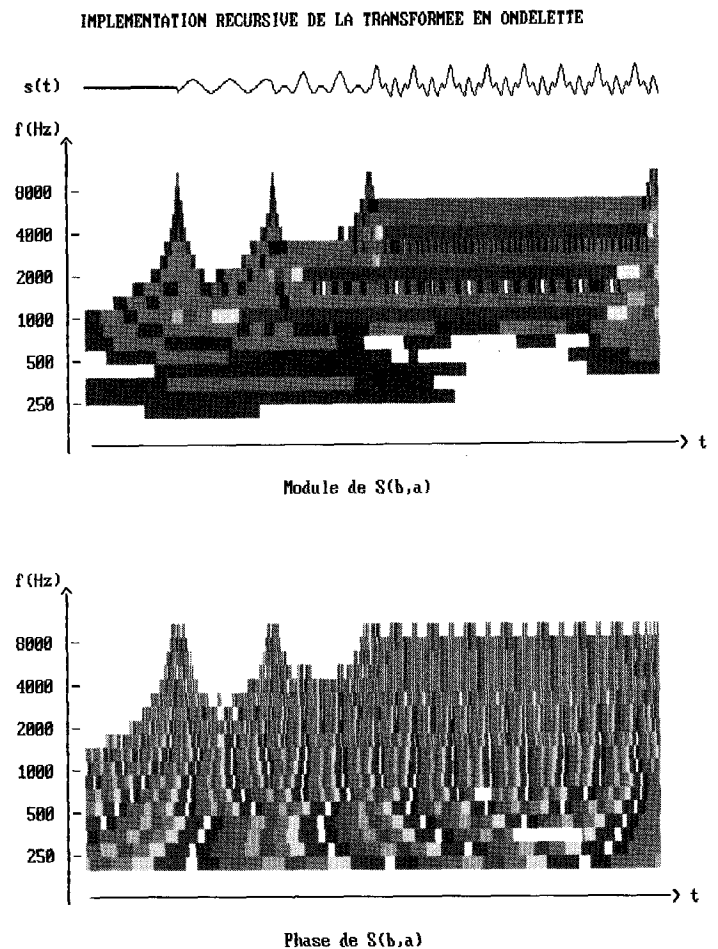 IMPLEMENTATION RECURSIVE DE LA TRANSFORMEE EN ONDELETTE
s(t)
f(Hz)
8000
4000
2000
1000
500
250
t
Module de S(b,a)
f(Hz)
8000
4000
2000
1000
500
250
t
Phase de S(b,a)